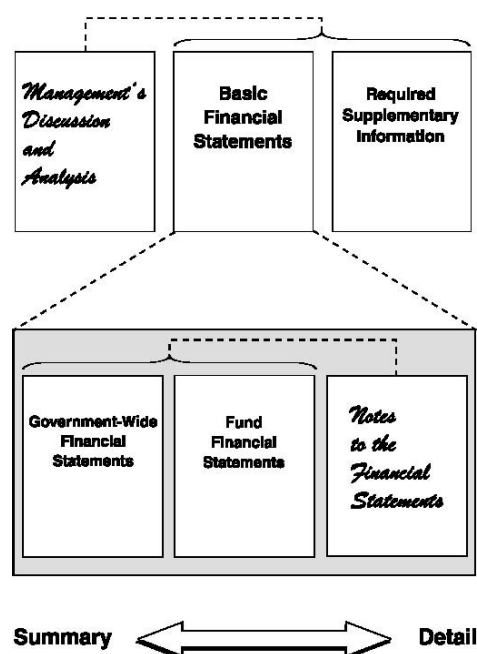 Management's
Discussion
and
Analysis
Basic
Financial
Statements
Required
Supplementary
Information
Government-Wide
Financial
Statements
Fund
Financial
Statements
Notes
to the
Financial
Statements
Summary
Detail